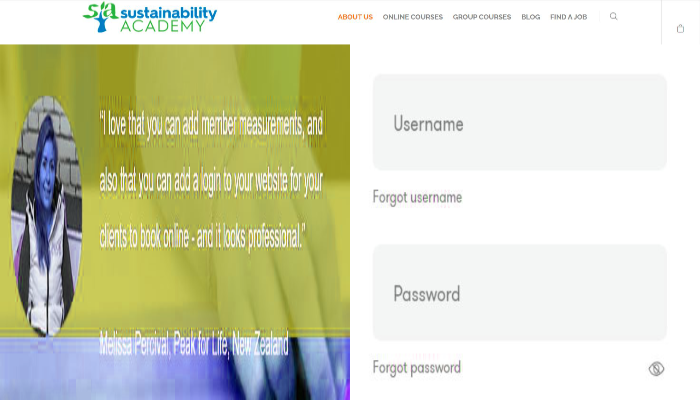 sa sustainability
ACADEMY
ABOUT US ONLINE COURSES GROUP COURSES BLOG FIND A JOB
"I love that you can add member measurements, and
also that you can add a login to your website for your
clients to book online - and it looks professional."
Melissa Percival, Peak for Life, New Zealand
Username
Forgot username
Password
Forgot password